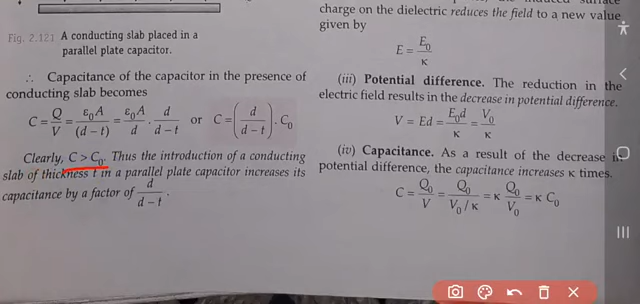 Fig. 2.121 A conducting slab placed in a
parallel plate capacitor.
∴ Capacitance of the capacitor in the presence of
conducting slab becomes
C = Q/V = ε₀A/(d − t) = ε₀A/d · d/(d − t) or C = (d/(d − t)) · C₀
Clearly, C > C₀. Thus the introduction of a conducting
slab of thickness t in a parallel plate capacitor increases its
capacitance by a factor of d/(d − t).
charge on the dielectric reduces the field to a new value
given by
E = E₀/κ
(iii) Potential difference. The reduction in the
electric field results in the decrease in potential difference.
V = Ed = E₀d/κ = V₀/κ
(iv) Capacitance. As a result of the decrease in
potential difference, the capacitance increases κ times.
C = Q₀/V = Q₀/(V₀/κ) = κ Q₀/V₀ = κ C₀